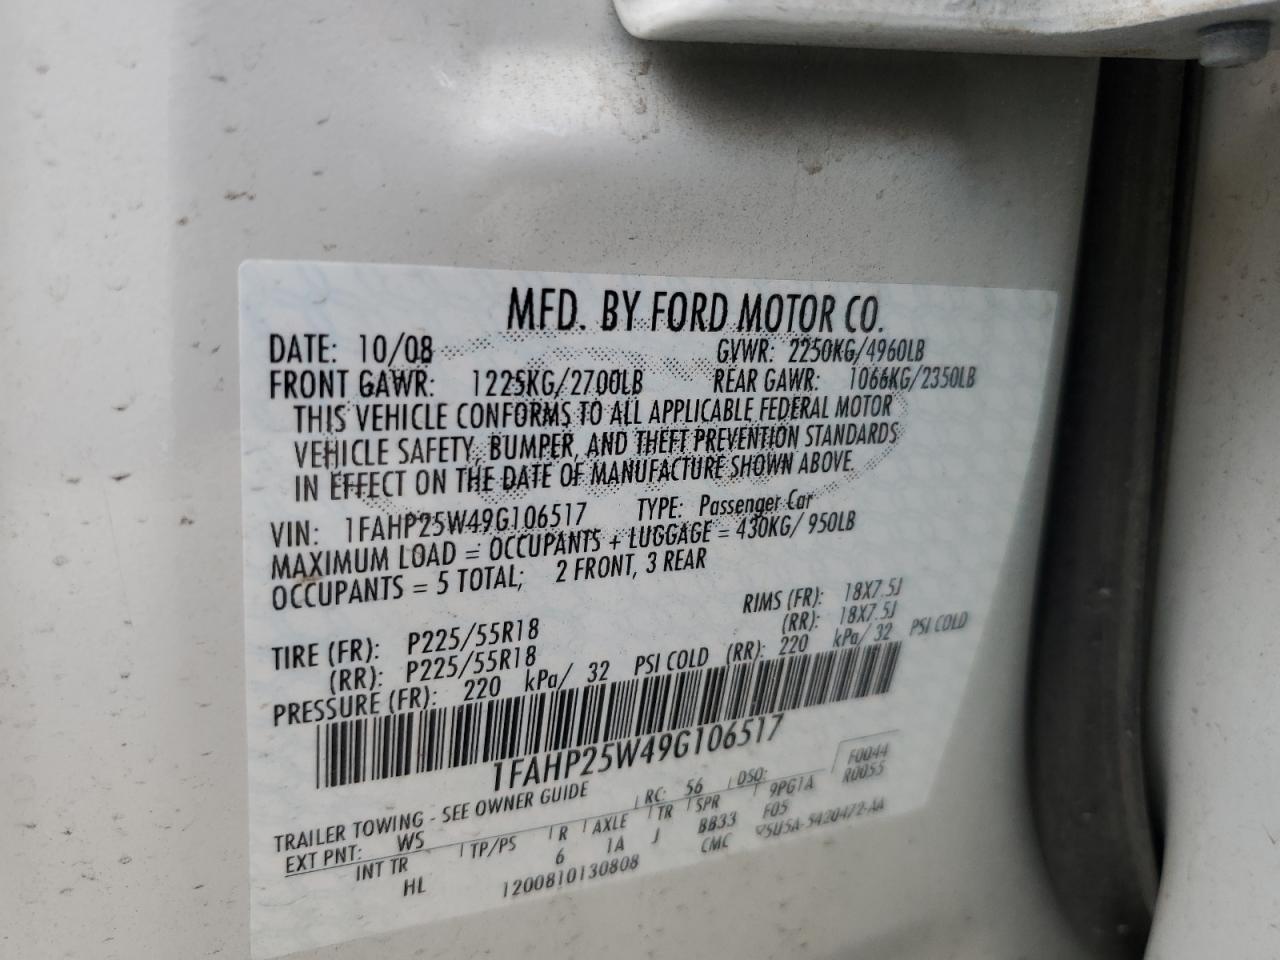 MFD. BY FORD MOTOR CO.
DATE: 10/08 GVWR: 2250KG/4960LB
FRONT GAWR: 1225KG/2700LB REAR GAWR: 1066KG/2350LB
THIS VEHICLE CONFORMS TO ALL APPLICABLE FEDERAL MOTOR
VEHICLE SAFETY, BUMPER, AND THEFT PREVENTION STANDARDS
IN EFFECT ON THE DATE OF MANUFACTURE SHOWN ABOVE.
VIN: 1FAHP25W49G106517 TYPE: Passenger Car
MAXIMUM LOAD = OCCUPANTS + LUGGAGE = 430KG/ 950LB
OCCUPANTS = 5 TOTAL; 2 FRONT, 3 REAR
TIRE (FR): P225/55R18 RIMS (FR): 18X7.5J
(RR): P225/55R18 (RR): 18X7.5J
PRESSURE (FR): 220 kPa/ 32 PSI COLD (RR): 220 kPa/ 32 PSI COLD
1FAHP25W49G106517
TRAILER TOWING - SEE OWNER GUIDE
EXT PNT: WS RC: 56 DSO: F0044
R0055
INT TR TP/PS R AXLE TR SPR 9PG1A
HL 6 1A J BB33 F05
1200810130808 CMC 5U5A-5420472-AA